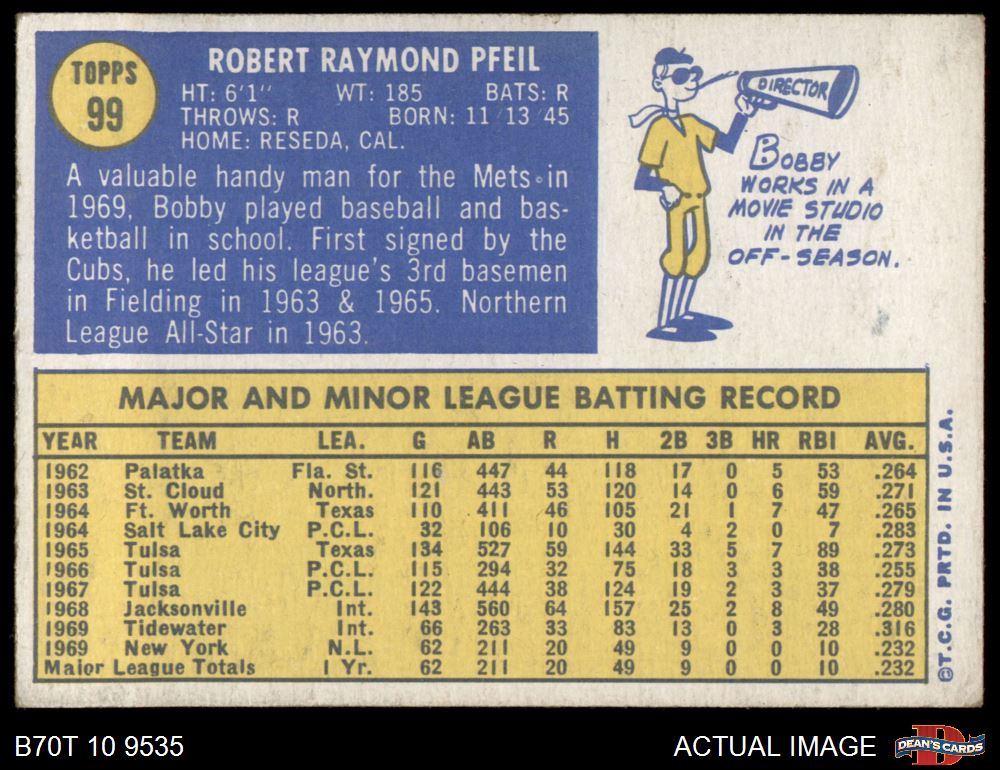 TOPPS
99
ROBERT RAYMOND PFEIL
HT: 6'1" WT: 185 BATS: R
THROWS: R BORN: 11/13/45
HOME: RESEDA, CAL.
A valuable handy man for the Mets in
1969, Bobby played baseball and bas-
ketball in school. First signed by the
Cubs, he led his league's 3rd basemen
in Fielding in 1963 & 1965. Northern
League All-Star in 1963.
DIRECTOR
BOBBY
WORKS IN A
MOVIE STUDIO
IN THE
OFF-SEASON.
MAJOR AND MINOR LEAGUE BATTING RECORD
YEAR TEAM LEA. G AB R H 2B 3B HR RBI AVG.
1962 Palatka Fla. St. 116 447 44 118 17 0 5 53 .264
1963 St. Cloud North. 121 443 53 120 14 0 6 59 .271
1964 Ft. Worth Texas 110 411 46 105 21 1 7 47 .265
1964 Salt Lake City P.C.L. 32 106 10 30 4 2 0 7 .283
1965 Tulsa Texas 134 527 59 144 33 5 7 89 .273
1966 Tulsa P.C.L. 115 294 32 75 18 3 3 38 .255
1967 Tulsa P.C.L. 122 444 38 124 19 2 3 37 .279
1968 Jacksonville Int. 143 560 64 157 25 2 8 49 .280
1969 Tidewater Int. 66 263 33 83 13 0 3 28 .316
1969 New York N.L. 62 211 20 49 9 0 0 10 .232
Major League Totals 1 Yr. 62 211 20 49 9 0 0 10 .232
©T.C.G. PRTD. IN U.S.A.
B70T 10 9535
ACTUAL IMAGE
DEAN'S CARDS